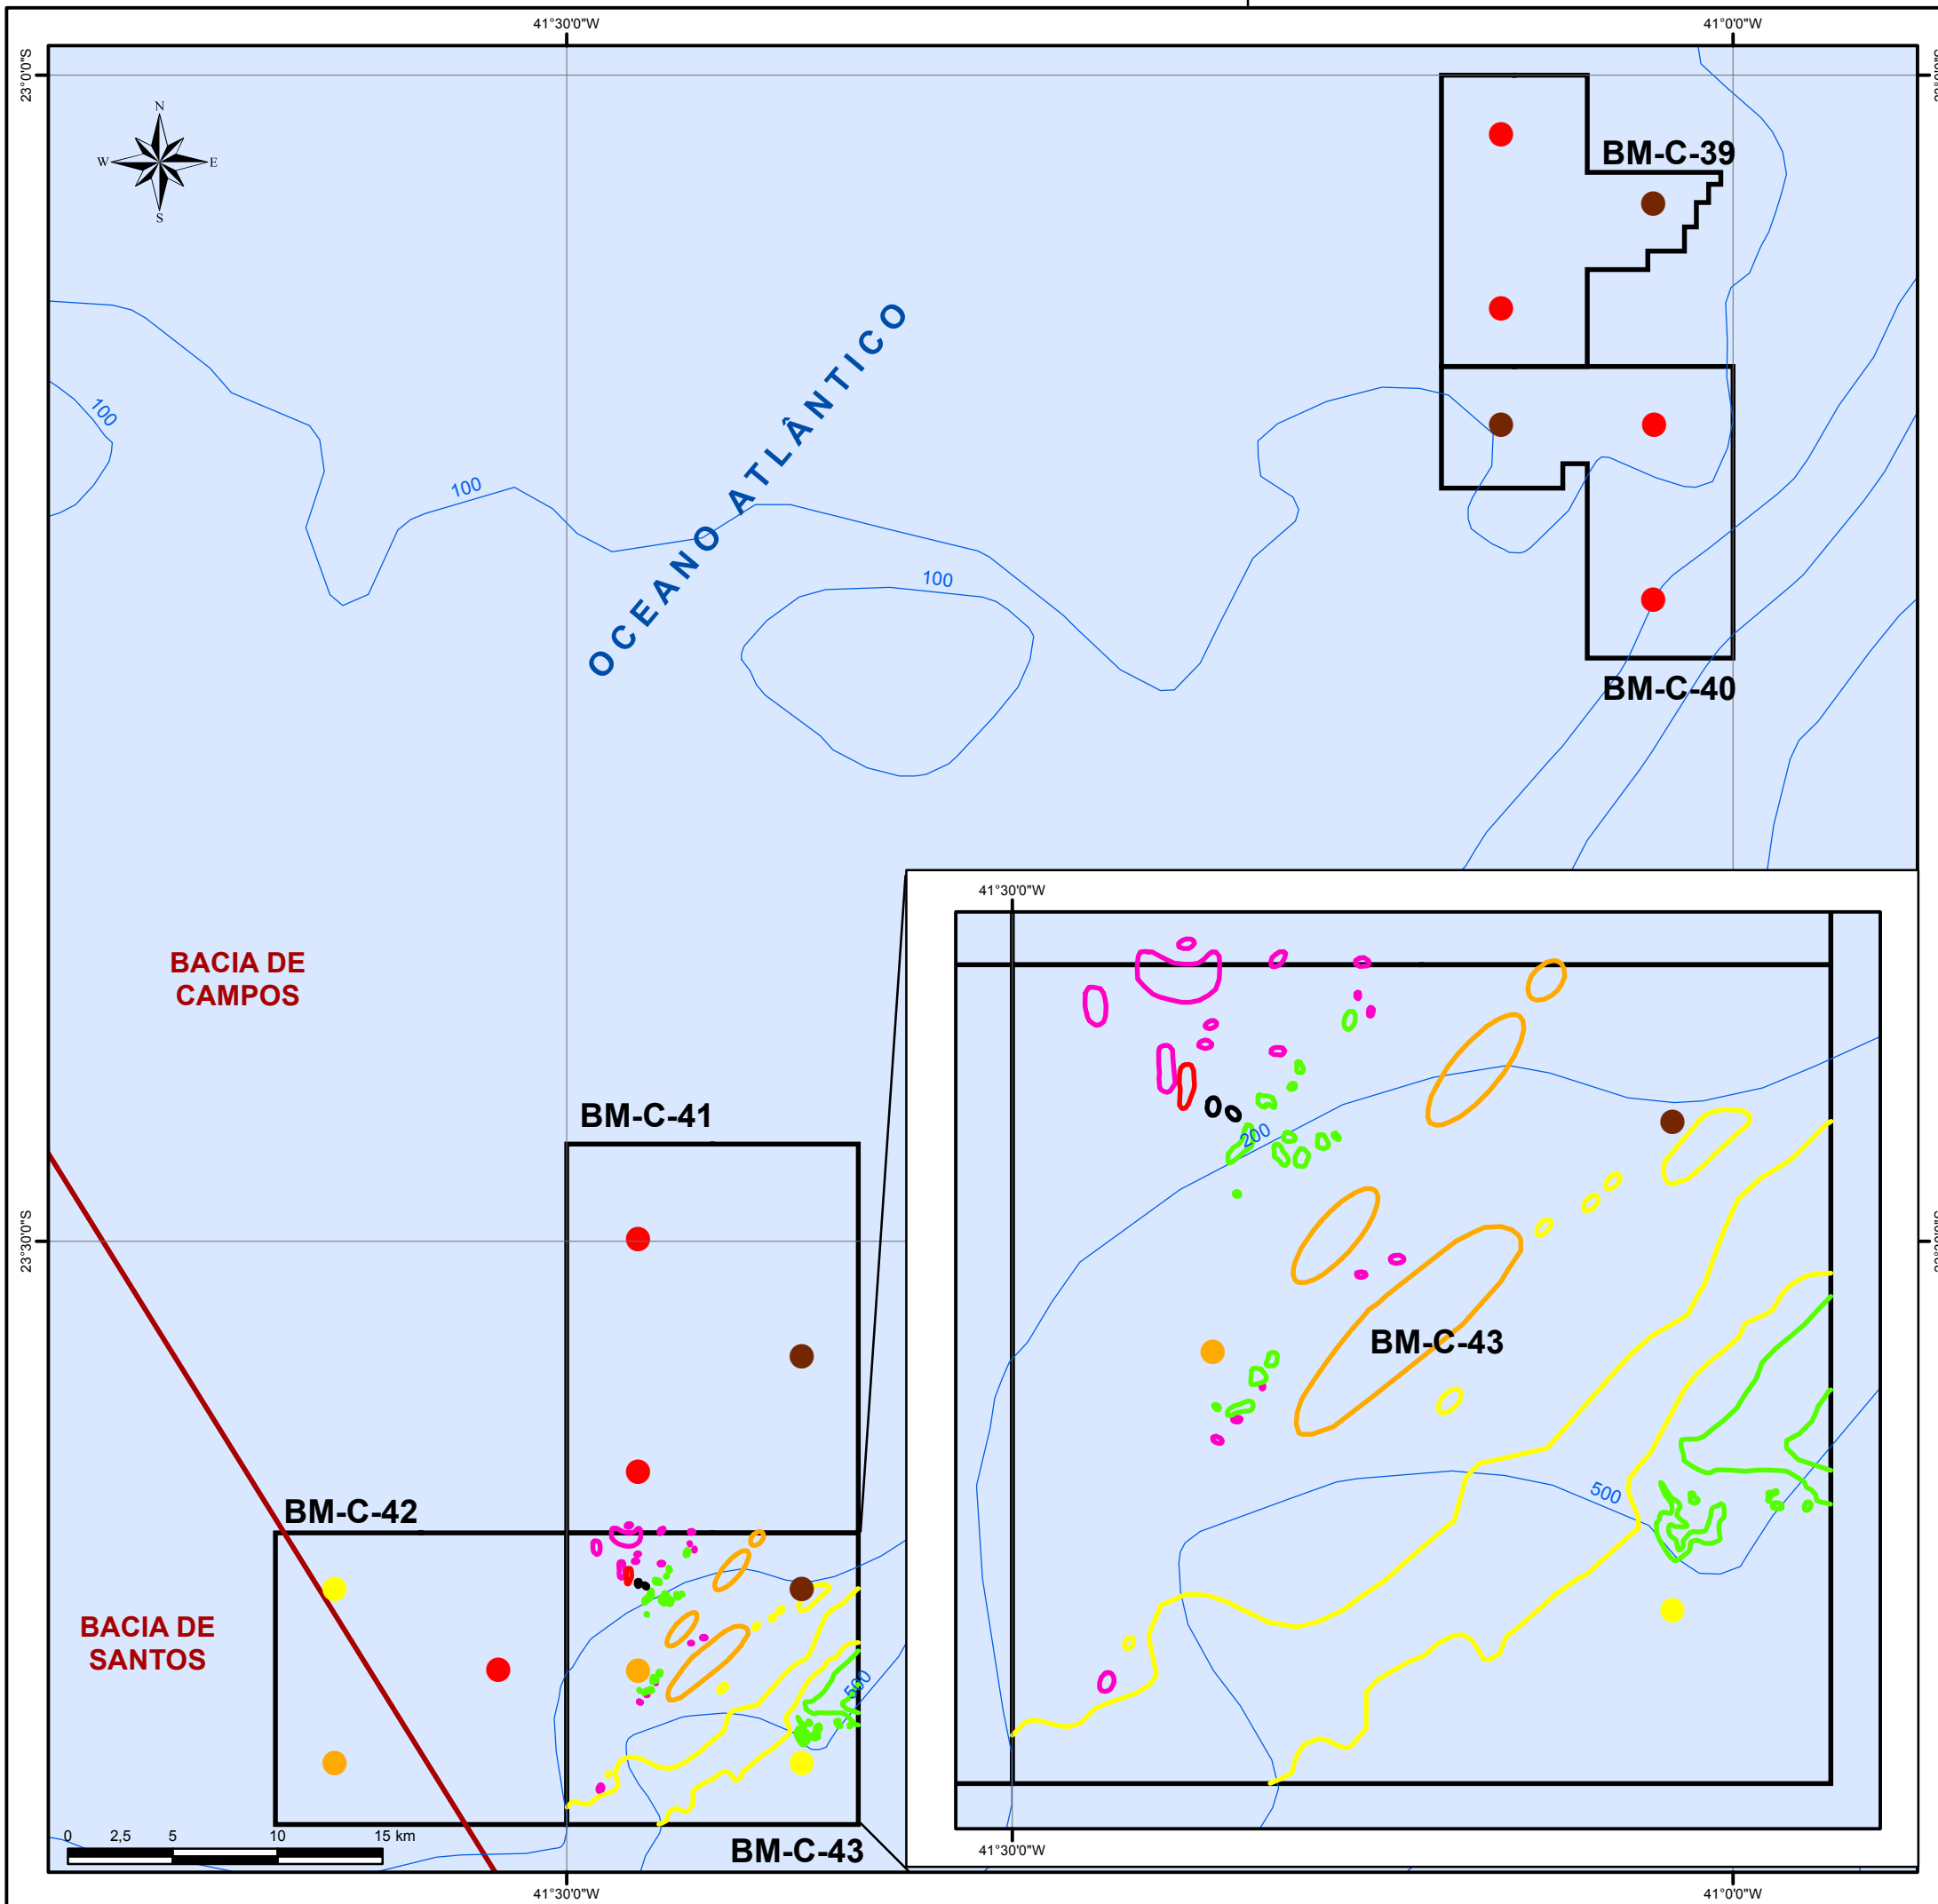 41°30'0"W
41°0'0"W
23°0'0"S
N
W
E
S
BM-C-39
100
100
OCEANO ATLÂNTICO
100
BM-C-40
41°30'0"W
BACIA DE
CAMPOS
BM-C-41
200
23°30'0"S
BM-C-43
500
BM-C-42
BACIA DE
SANTOS
500
0
2,5
5
10
15 km
BM-C-43
41°30'0"W
41°30'0"W
41°0'0"W